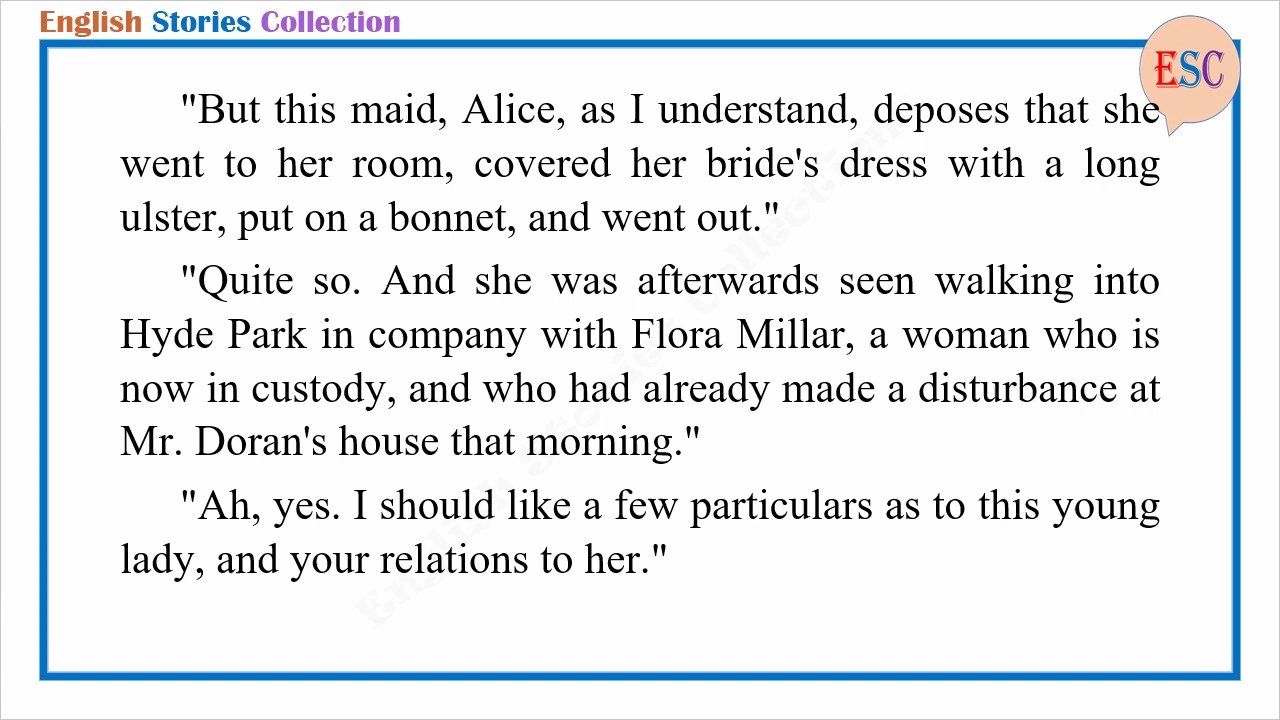 English Stories Collection
ESC
"But this maid, Alice, as I understand, deposes that she
went to her room, covered her bride's dress with a long
ulster, put on a bonnet, and went out."
"Quite so. And she was afterwards seen walking into
Hyde Park in company with Flora Millar, a woman who is
now in custody, and who had already made a disturbance at
Mr. Doran's house that morning."
"Ah, yes. I should like a few particulars as to this young
lady, and your relations to her."